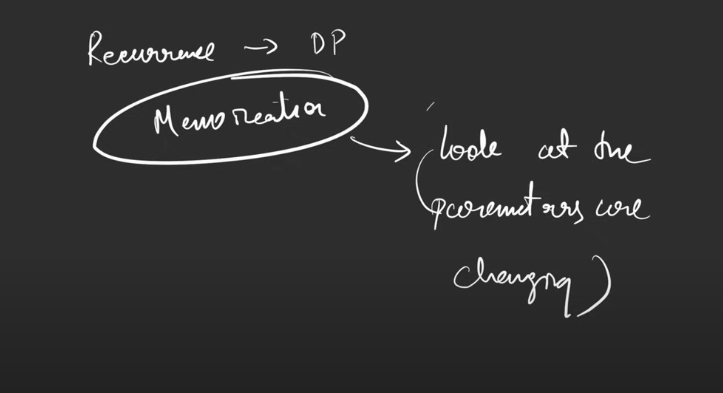 Recurrence → DP
Memoization
(look at the
parameters are
changing)